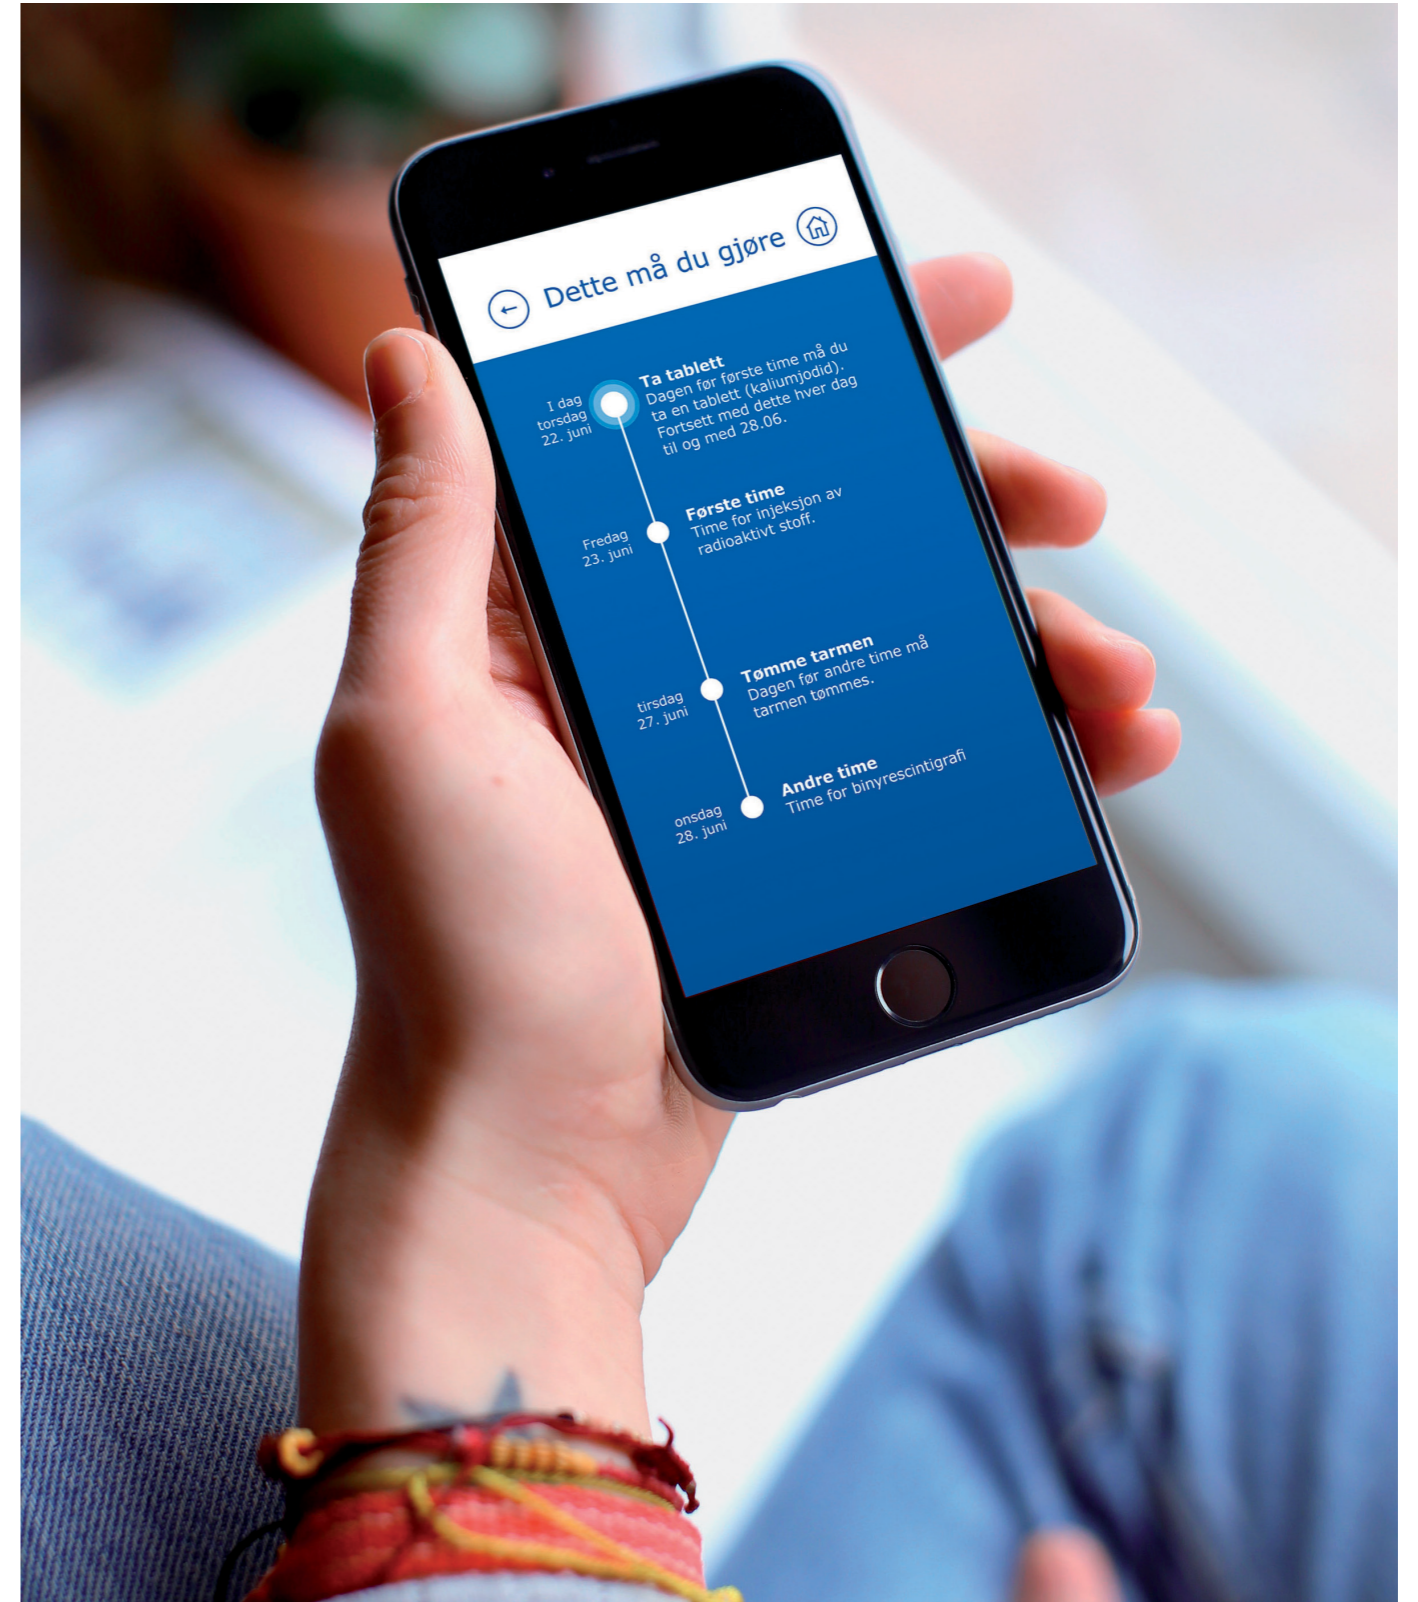 Dette må du gjøre
I dag
torsdag
22. juni
Ta tablett
Dagen før første time må du
ta en tablett (kaliumjodid).
Fortsett med dette hver dag
til og med 28.06.
Fredag
23. juni
Første time
Time for injeksjon av
radioaktivt stoff.
tirsdag
27. juni
Tømme tarmen
Dagen før andre time må
tarmen tømmes.
onsdag
28. juni
Andre time
Time for binyrescintigrafi